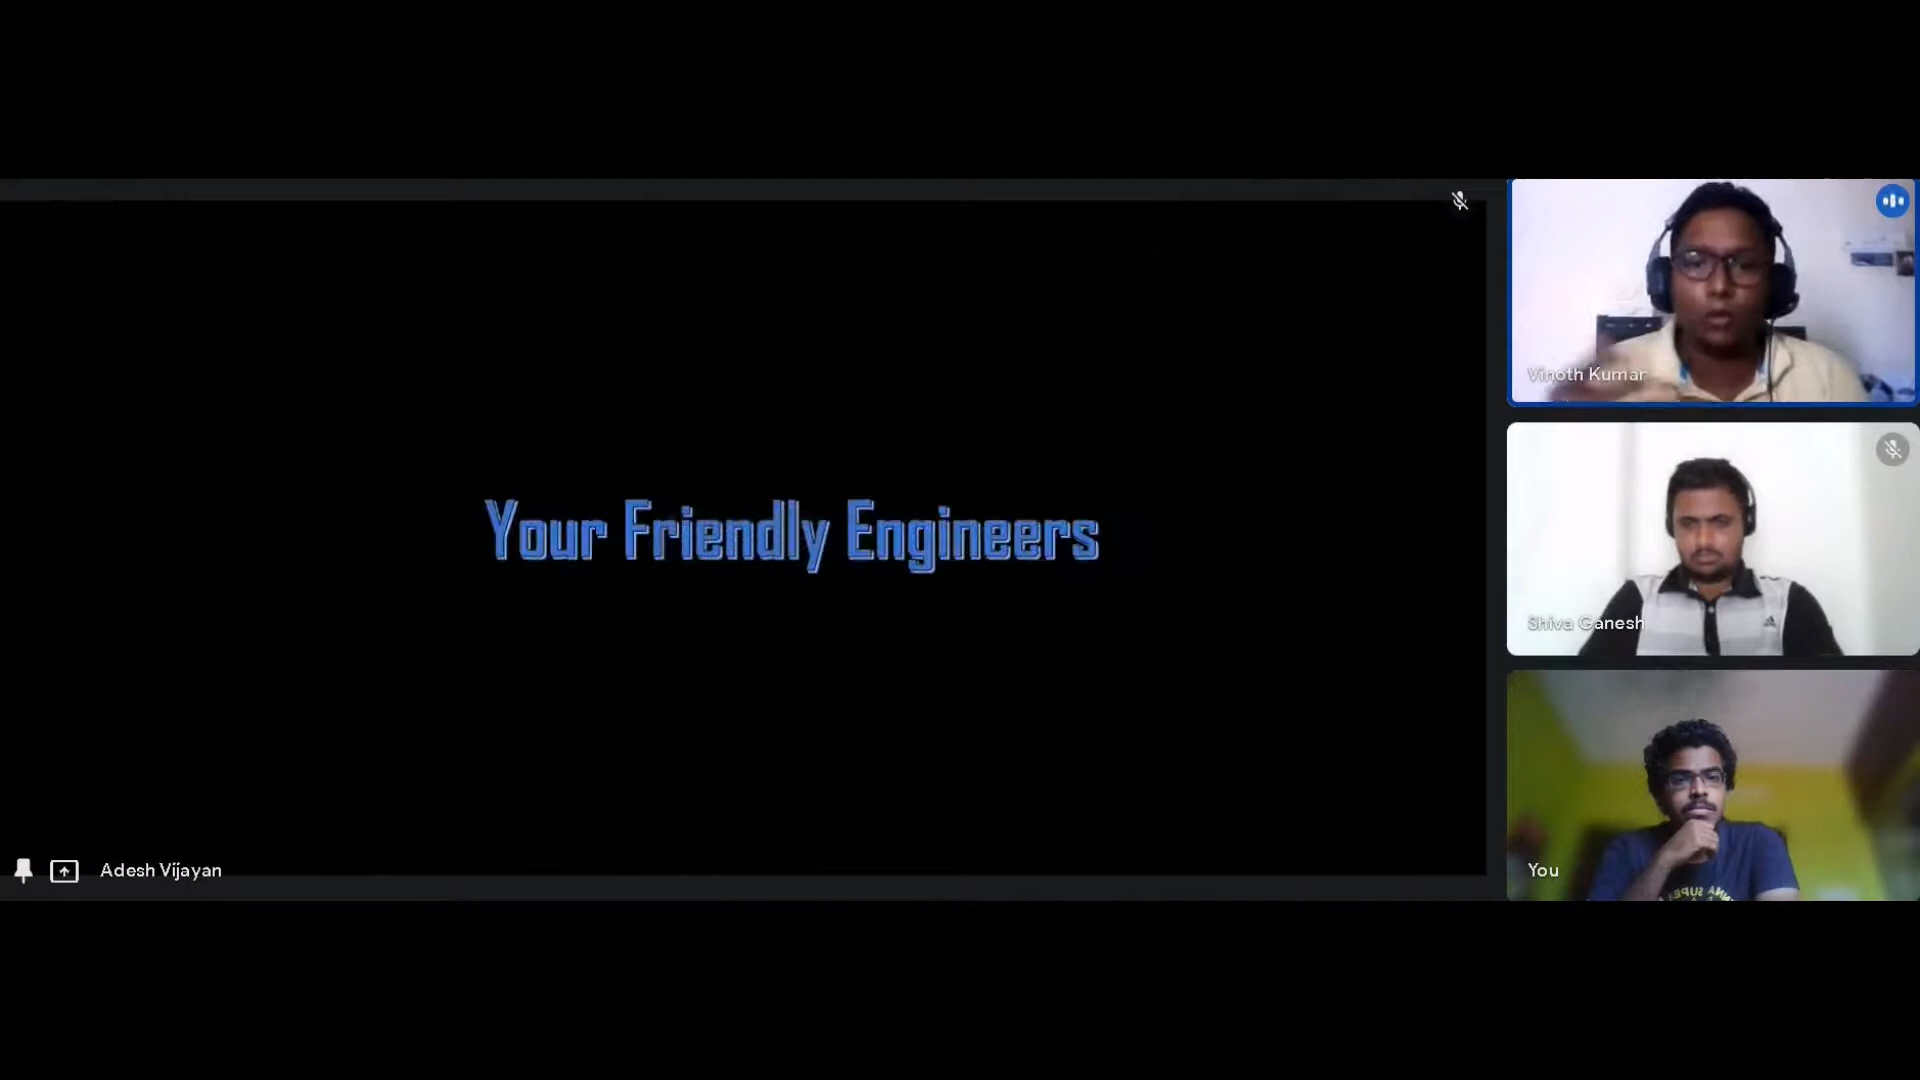 Your Friendly Engineers
Adesh Vijayan
Vinoth Kumar
Shiva Ganesh
You